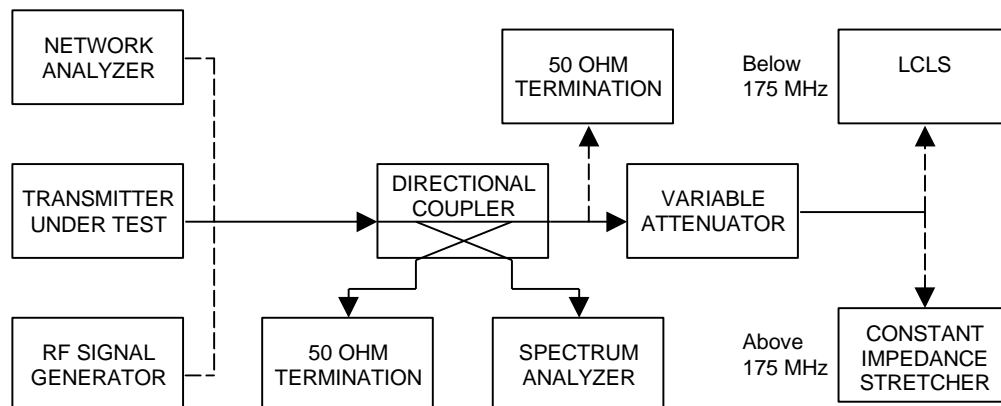 NETWORK
ANALYZER
50 OHM
TERMINATION
Below
175 MHz
LCLS
TRANSMITTER
UNDER TEST
DIRECTIONAL
COUPLER
VARIABLE
ATTENUATOR
RF SIGNAL
GENERATOR
50 OHM
TERMINATION
SPECTRUM
ANALYZER
Above
175 MHz
CONSTANT
IMPEDANCE
STRETCHER